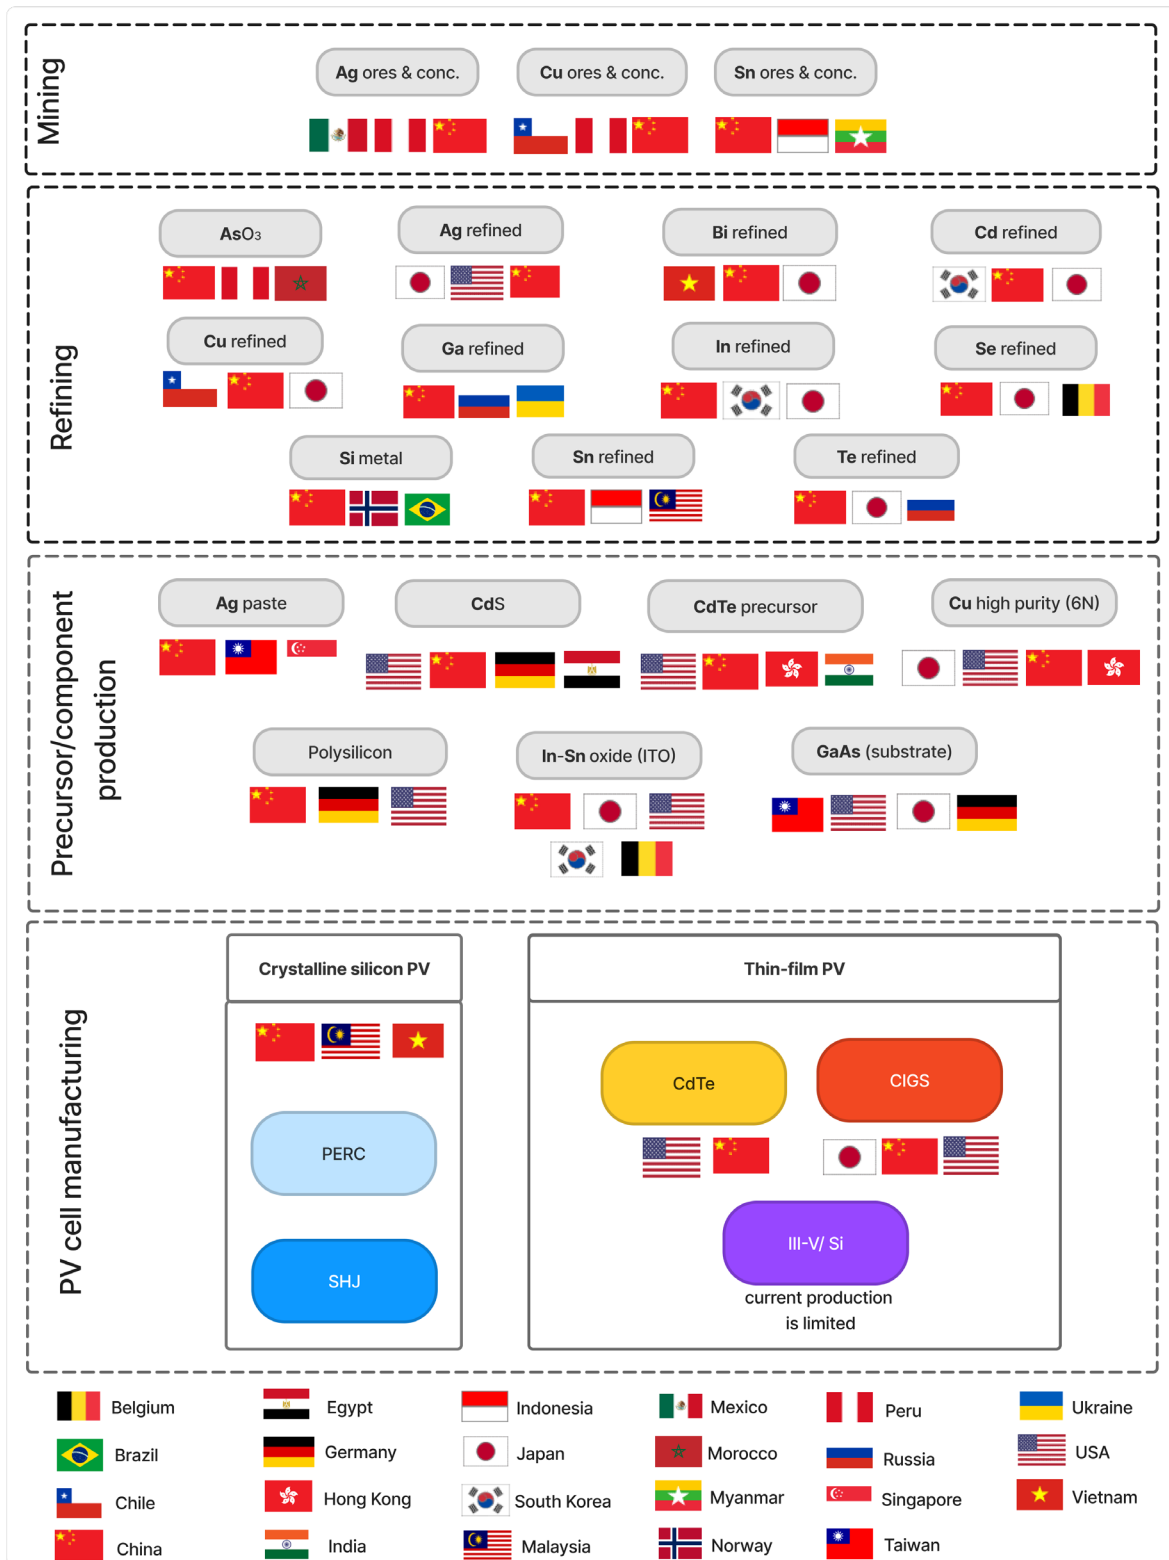 Mining
Ag ores & conc.
Cu ores & conc.
Sn ores & conc.
Refining
AsO₃
Ag refined
Bi refined
Cd refined
Cu refined
Ga refined
In refined
Se refined
Si metal
Sn refined
Te refined
Precursor/component
production
Ag paste
CdS
CdTe precursor
Cu high purity (6N)
Polysilicon
In-Sn oxide (ITO)
GaAs (substrate)
PV cell manufacturing
Crystalline silicon PV
PERC
SHJ
Thin-film PV
CdTe
CIGS
III-V/ Si
current production
is limited
Belgium
Egypt
Indonesia
Mexico
Peru
Ukraine
Brazil
Germany
Japan
Morocco
Russia
USA
Chile
Hong Kong
South Korea
Myanmar
Singapore
Vietnam
China
India
Malaysia
Norway
Taiwan